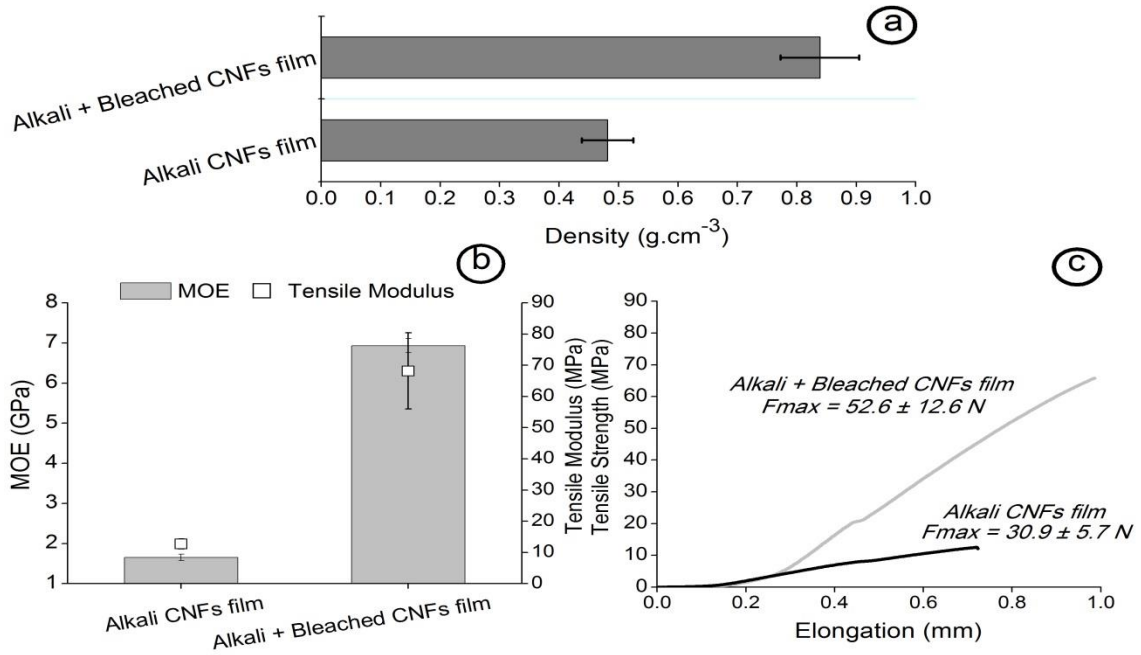 a
Alkali + Bleached CNFs film
Alkali CNFs film
0.0 0.1 0.2 0.3 0.4 0.5 0.6 0.7 0.8 0.9 1.0
Density (g.cm-3)
b
MOE Tensile Modulus
8
7
6
5
4
3
2
1
MOE (GPa)
90
80
70
60
50
40
30
20
10
0
Tensile Modulus (MPa)
Alkali CNFs film
Alkali + Bleached CNFs film
c
Tensile Strength (MPa)
90
80
70
60
50
40
30
20
10
0
Alkali + Bleached CNFs film
Fmax = 52.6 ± 12.6 N
Alkali CNFs film
Fmax = 30.9 ± 5.7 N
0.0 0.2 0.4 0.6 0.8 1.0
Elongation (mm)